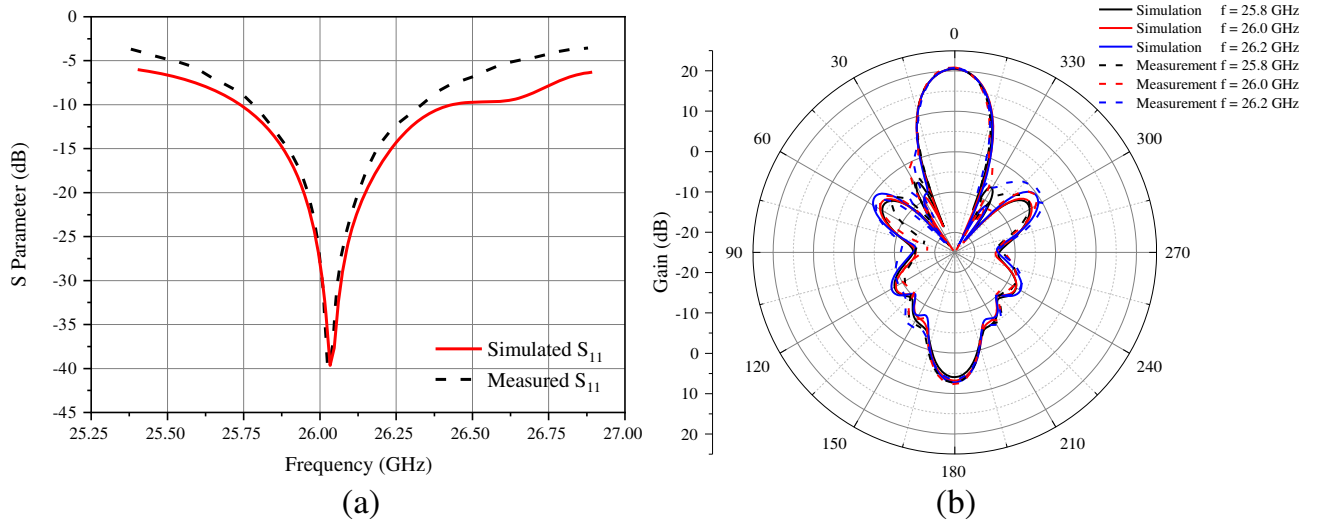 0
-5
-10
-15
-20
-25
-30
-35
-40
-45
S Parameter (dB)
25.25 25.50 25.75 26.00 26.25 26.50 26.75 27.00
Frequency (GHz)
Simulated S11
Measured S11
(a)
Simulation f = 25.8 GHz
Simulation f = 26.0 GHz
Simulation f = 26.2 GHz
Measurement f = 25.8 GHz
Measurement f = 26.0 GHz
Measurement f = 26.2 GHz
20
10
0
-10
-20
-20
-10
0
10
20
Gain (dB)
0
30
60
90
120
150
180
210
240
270
300
330
(b)